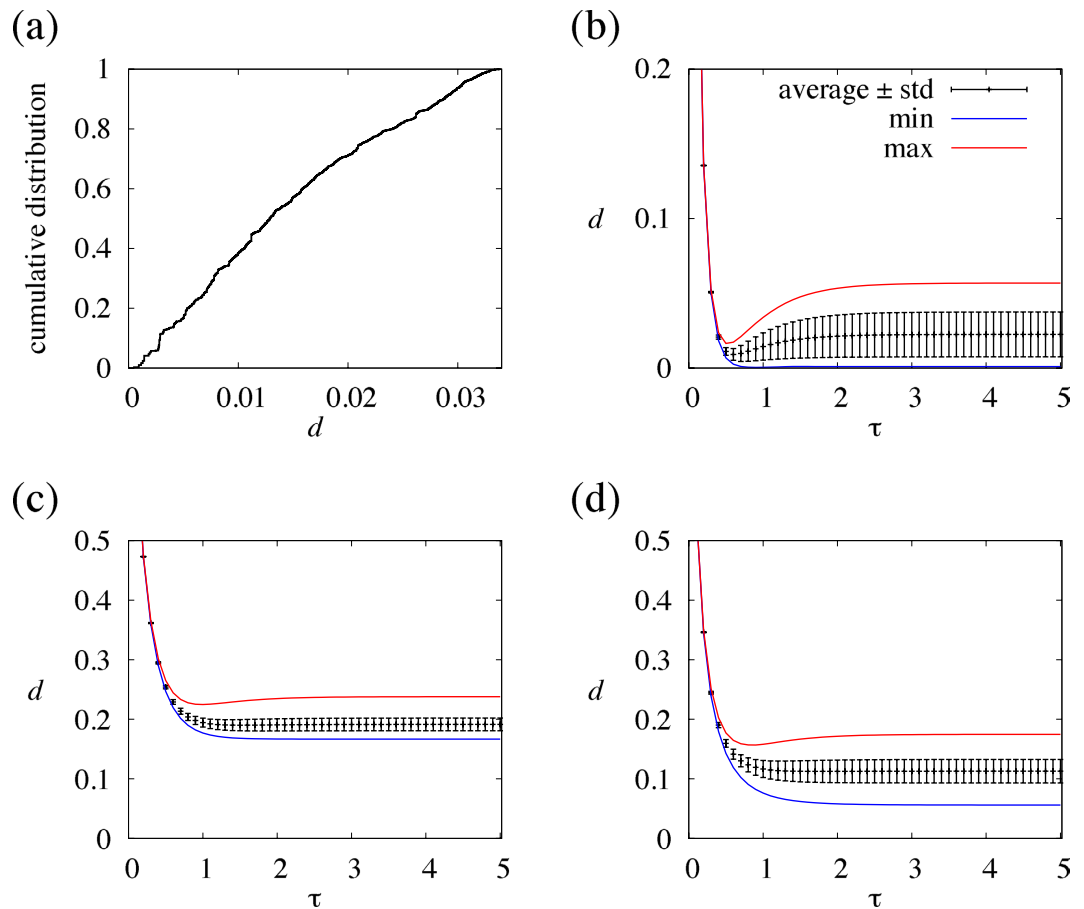 (a)
cumulative distribution
1
0.8
0.6
0.4
0.2
0
0 0.01 0.02 0.03
d
(b)
d
0.2
0.1
0
average ± std
min
max
0 1 2 3 4 5
τ
(c)
d
0.5
0.4
0.3
0.2
0.1
0
0 1 2 3 4 5
τ
(d)
d
0.5
0.4
0.3
0.2
0.1
0
0 1 2 3 4 5
τ